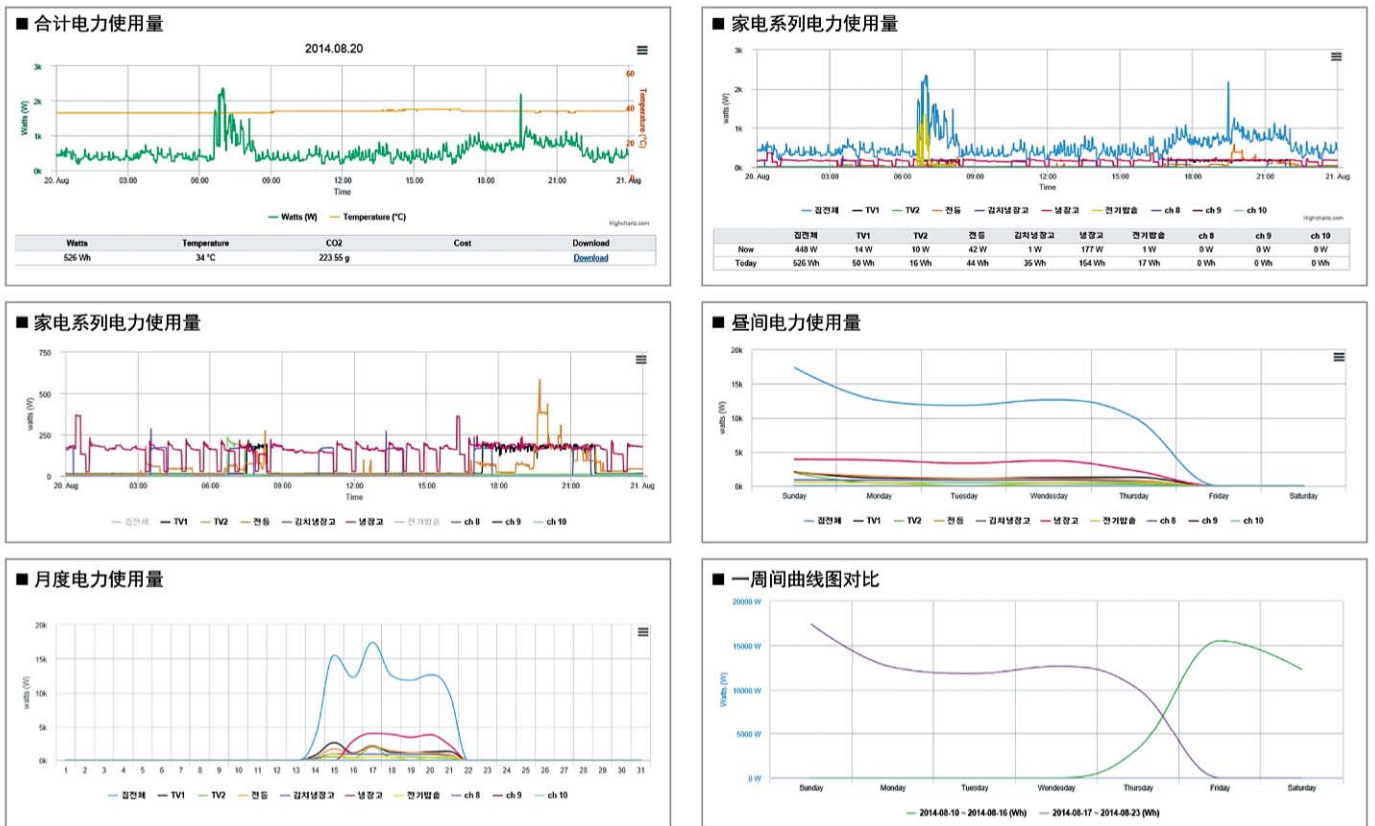 ■ 合计电力使用量
2014.08.20
3k
2k
1k
0k
Watts (W)
60
40
20
0
Temperature (°C)
20. Aug 03:00 06:00 09:00 12:00 15:00 18:00 21:00 21. Aug
Time
Watts (W) Temperature (°C)
Highcharts.com
Watts Temperature CO2 Cost Download
526 Wh 34 °C 223.55 g Download
■ 家电系列电力使用量
3k
2k
1k
0k
watts (W)
20. Aug 03:00 06:00 09:00 12:00 15:00 18:00 21:00 21. Aug
Time
집전체 TV1 TV2 전등 김치냉장고 냉장고 전기밥솥 ch 8 ch 9 ch 10
Highcharts.com
집전체 TV1 TV2 전등 김치냉장고 냉장고 전기밥솥 ch 8 ch 9 ch 10
Now 448 W 14 W 10 W 42 W 1 W 177 W 1 W 0 W 0 W 0 W
Today 526 Wh 50 Wh 16 Wh 44 Wh 35 Wh 154 Wh 17 Wh 0 Wh 0 Wh 0 Wh
■ 家电系列电力使用量
750
500
250
0
watts (W)
20. Aug 03:00 06:00 09:00 12:00 15:00 18:00 21:00 21. Aug
Time
집전체 TV1 TV2 전등 김치냉장고 냉장고 전기밥솥 ch 8 ch 9 ch 10
■ 昼间电力使用量
20k
15k
10k
5k
0k
watts (W)
Sunday Monday Tuesday Wendesday Thursday Friday Saturday
집전체 TV1 TV2 전등 김치냉장고 냉장고 전기밥솥 ch 8 ch 9 ch 10
■ 月度电力使用量
20k
15k
10k
5k
0k
watts (W)
1 2 3 4 5 6 7 8 9 10 11 12 13 14 15 16 17 18 19 20 21 22 23 24 25 26 27 28 29 30 31
집전체 TV1 TV2 전등 김치냉장고 냉장고 전기밥솥 ch 8 ch 9 ch 10
■ 一周间曲线图对比
20000 W
15000 W
10000 W
5000 W
0 W
Watts (W)
Sunday Monday Tuesday Wendesday Thursday Friday Saturday
2014-08-10 ~ 2014-08-16 (Wh) 2014-08-17 ~ 2014-08-23 (Wh)